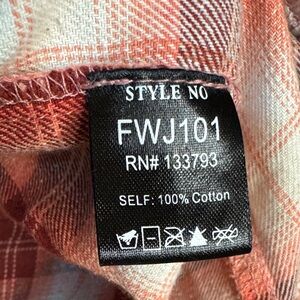 STYLE NO
FWJ101
RN# 133793
SELF: 100% Cotton